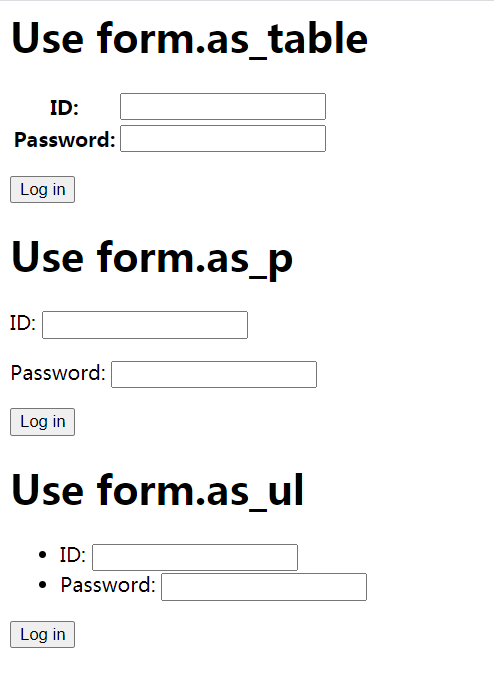 Use form.as_table
ID:
Password:
Log in
Use form.as_p
ID:
Password:
Log in
Use form.as_ul
• ID:
• Password:
Log in